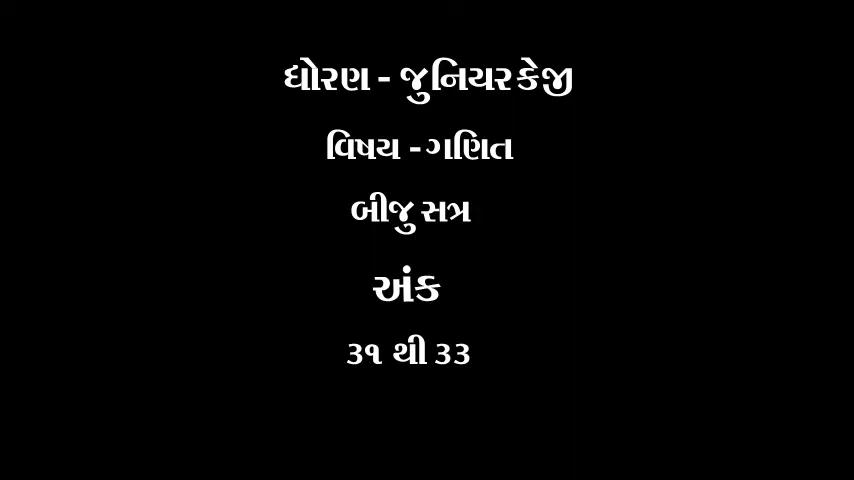 ધોરણ - જુનિયર કેજી
વિષય - ગણિત
બીજુ સત્ર
અંક
૩૧ થી ૩૩